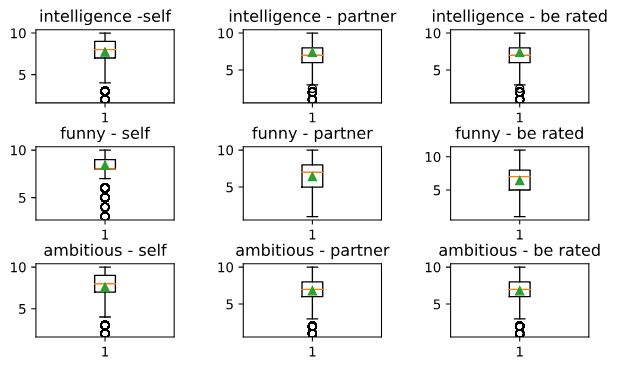 intelligence -self intelligence - partner intelligence - be rated
10 10 10
5 5 5
1 1 1
funny - self funny - partner funny - be rated
10 10 10
5 5 5
1 1 1
ambitious - self ambitious - partner ambitious - be rated
10 10 10
5 5 5
1 1 1